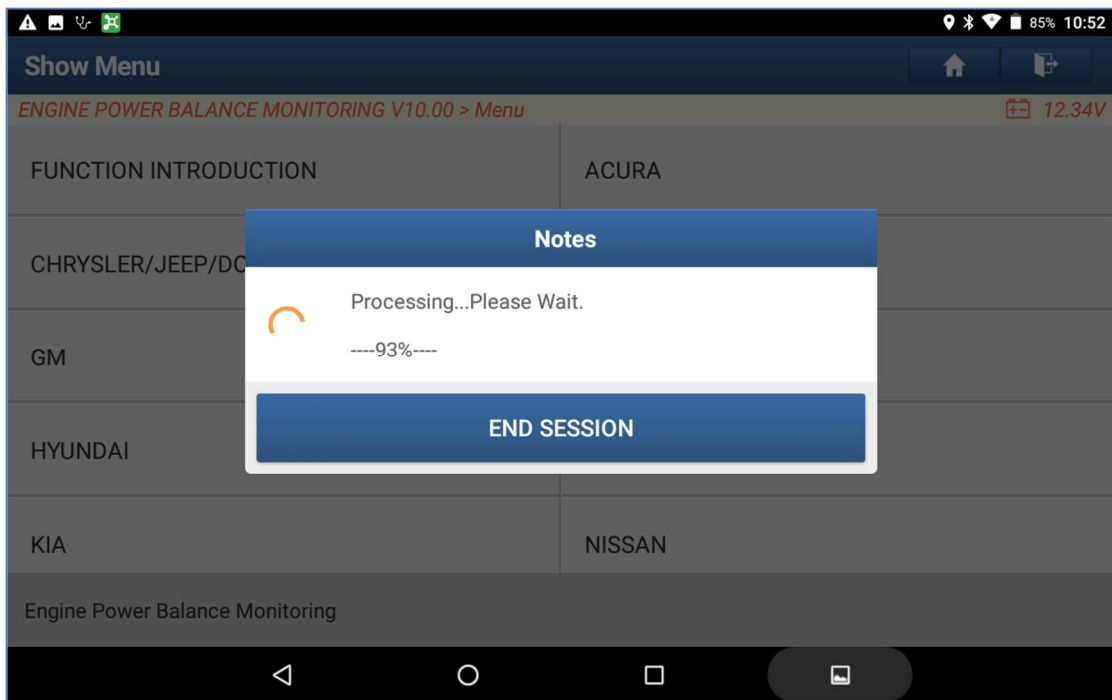 85% 10:52
Show Menu
ENGINE POWER BALANCE MONITORING V10.00 > Menu
12.34V
FUNCTION INTRODUCTION
ACURA
CHRYSLER/JEEP/DO
GM
HYUNDAI
KIA
NISSAN
Notes
Processing...Please Wait.
----93%----
END SESSION
Engine Power Balance Monitoring